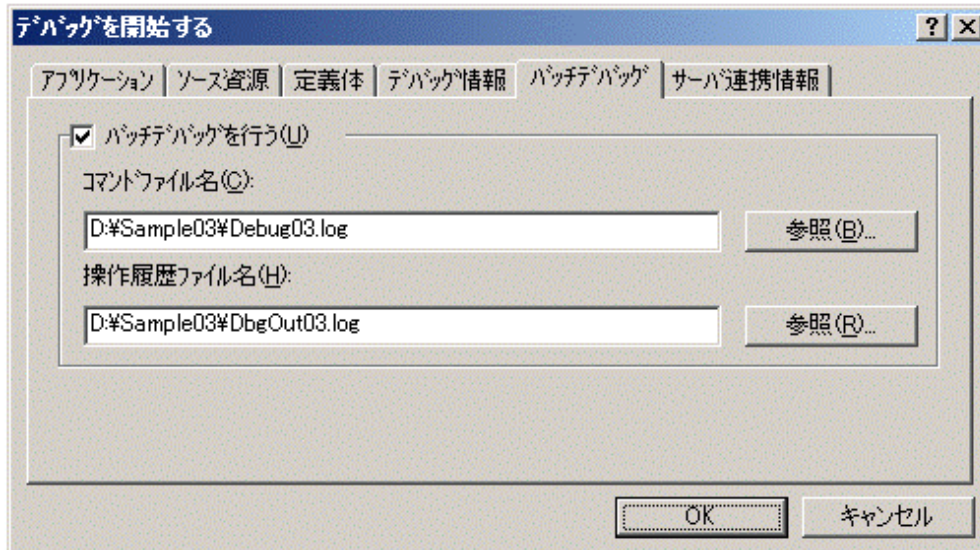 ﾃﾞﾊﾞｯｸﾞを開始する
ｱﾌﾟﾘｹｰｼｮﾝ ｿｰｽ資源 定義体 ﾃﾞﾊﾞｯｸﾞ情報 ﾊﾞｯﾁﾃﾞﾊﾞｯｸﾞ ｻｰﾊﾞ連携情報
ﾊﾞｯﾁﾃﾞﾊﾞｯｸﾞを行う(U)
ｺﾏﾝﾄﾞﾌｧｲﾙ名(C):
D:¥Sample03¥Debug03.log 参照(B)...
操作履歴ﾌｧｲﾙ名(H):
D:¥Sample03¥DbgOut03.log 参照(R)...
OK ｷｬﾝｾﾙ